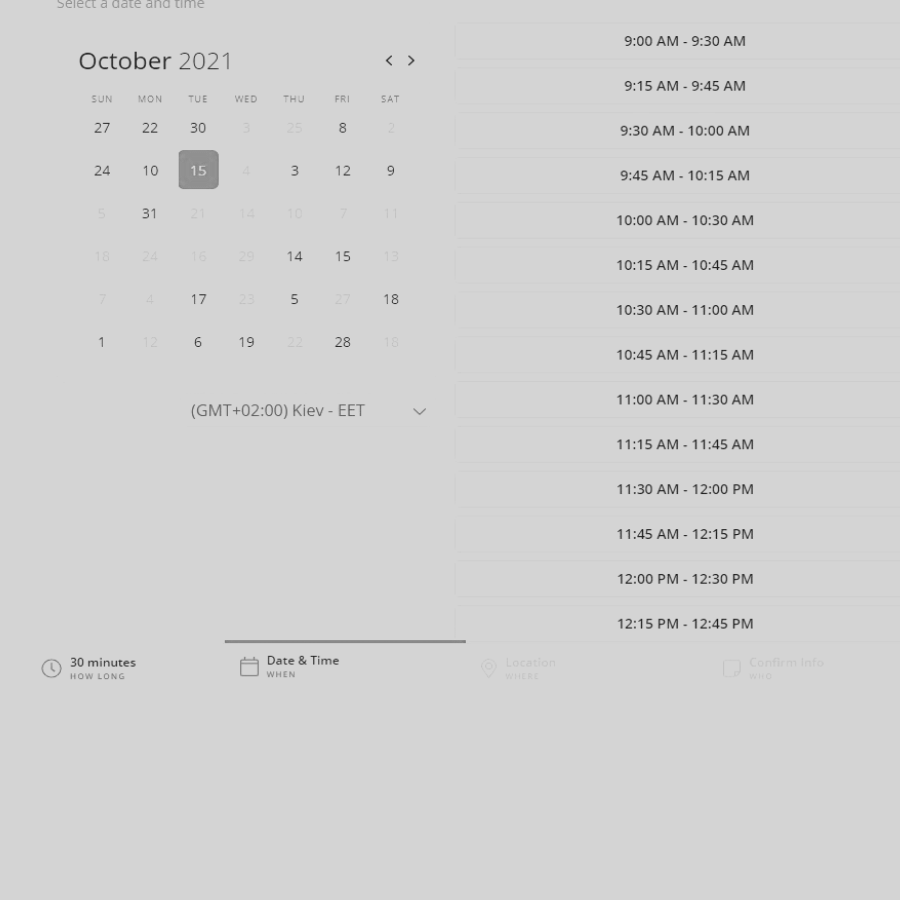 Select a date and time
October 2021
SUN MON TUE WED THU FRI SAT
27 22 30 3 25 8 2
24 10 15 4 3 12 9
5 31 21 14 10 7 11
18 24 16 29 14 15 13
7 4 17 23 5 27 18
1 12 6 19 22 28 18
(GMT+02:00) Kiev - EET
9:00 AM - 9:30 AM
9:15 AM - 9:45 AM
9:30 AM - 10:00 AM
9:45 AM - 10:15 AM
10:00 AM - 10:30 AM
10:15 AM - 10:45 AM
10:30 AM - 11:00 AM
10:45 AM - 11:15 AM
11:00 AM - 11:30 AM
11:15 AM - 11:45 AM
11:30 AM - 12:00 PM
11:45 AM - 12:15 PM
12:00 PM - 12:30 PM
12:15 PM - 12:45 PM
30 minutes
HOW LONG
Date & Time
WHEN
Location
WHERE
Confirm Info
WHO